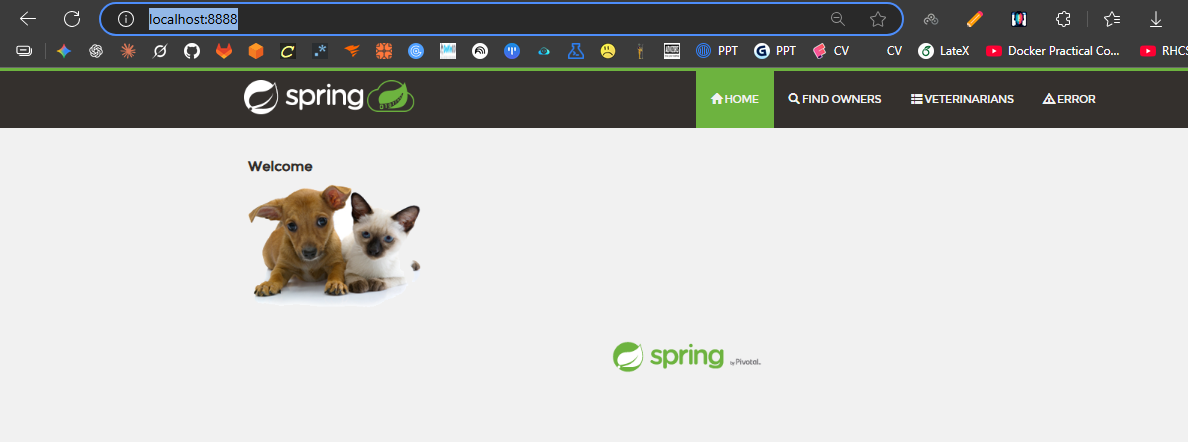 localhost:8888
PPT
PPT
CV
CV
LateX
Docker Practical Co...
RHCS
spring
HOME
FIND OWNERS
VETERINARIANS
ERROR
Welcome
spring by Pivotal.